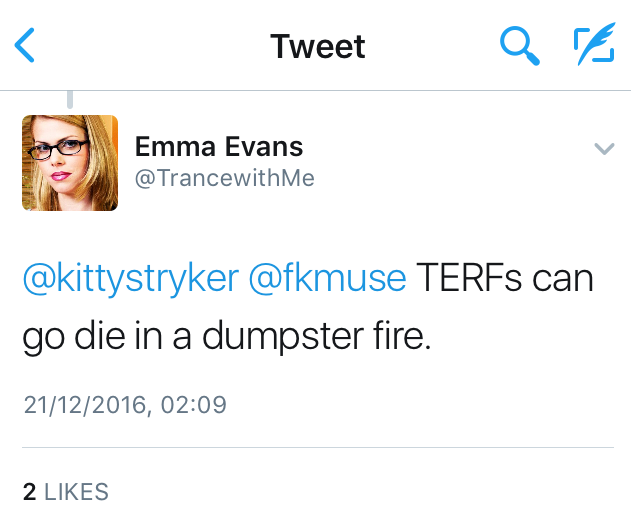 Tweet
Emma Evans
@TrancewithMe
@kittystryker @fkmuse TERFs can
go die in a dumpster fire.
21/12/2016, 02:09
2 LIKES